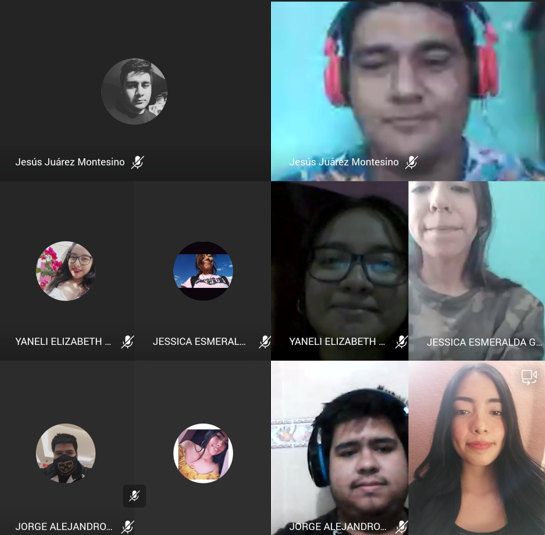 Jesús Juárez Montesino
Jesús Juárez Montesino
YANELI ELIZABETH ...
JESSICA ESMERAL...
YANELI ELIZABETH ...
JESSICA ESMERALDA G...
JORGE ALEJANDRO...
JORGE ALEJANDRO...